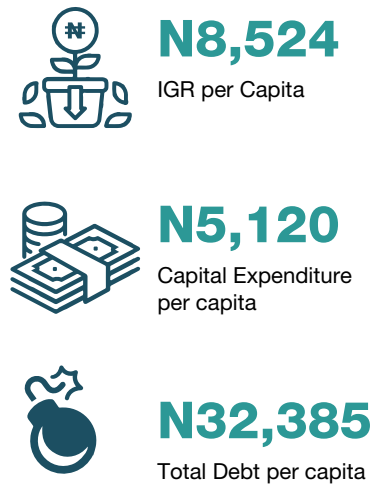 ₦
N8,524
IGR per Capita
N5,120
Capital Expenditure
per capita
N32,385
Total Debt per capita